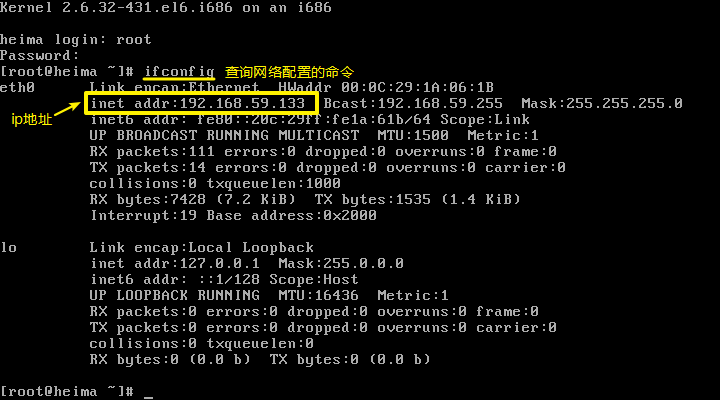 Kernel 2.6.32-431.el6.i686 on an i686
heima login: root
Password:
[root@heima ~]# ifconfig 查询网络配置的命令
eth0 Link encap:Ethernet HWaddr 00:0C:29:1A:06:1B
inet addr:192.168.59.133 Bcast:192.168.59.255 Mask:255.255.255.0
ip地址
inet6 addr: fe80::20c:29ff:fe1a:61b/64 Scope:Link
UP BROADCAST RUNNING MULTICAST MTU:1500 Metric:1
RX packets:111 errors:0 dropped:0 overruns:0 frame:0
TX packets:14 errors:0 dropped:0 overruns:0 carrier:0
collisions:0 txqueuelen:1000
RX bytes:7428 (7.2 KiB) TX bytes:1535 (1.4 KiB)
Interrupt:19 Base address:0x2000
lo Link encap:Local Loopback
inet addr:127.0.0.1 Mask:255.0.0.0
inet6 addr: ::1/128 Scope:Host
UP LOOPBACK RUNNING MTU:16436 Metric:1
RX packets:0 errors:0 dropped:0 overruns:0 frame:0
TX packets:0 errors:0 dropped:0 overruns:0 carrier:0
collisions:0 txqueuelen:0
RX bytes:0 (0.0 b) TX bytes:0 (0.0 b)
[root@heima ~]# _